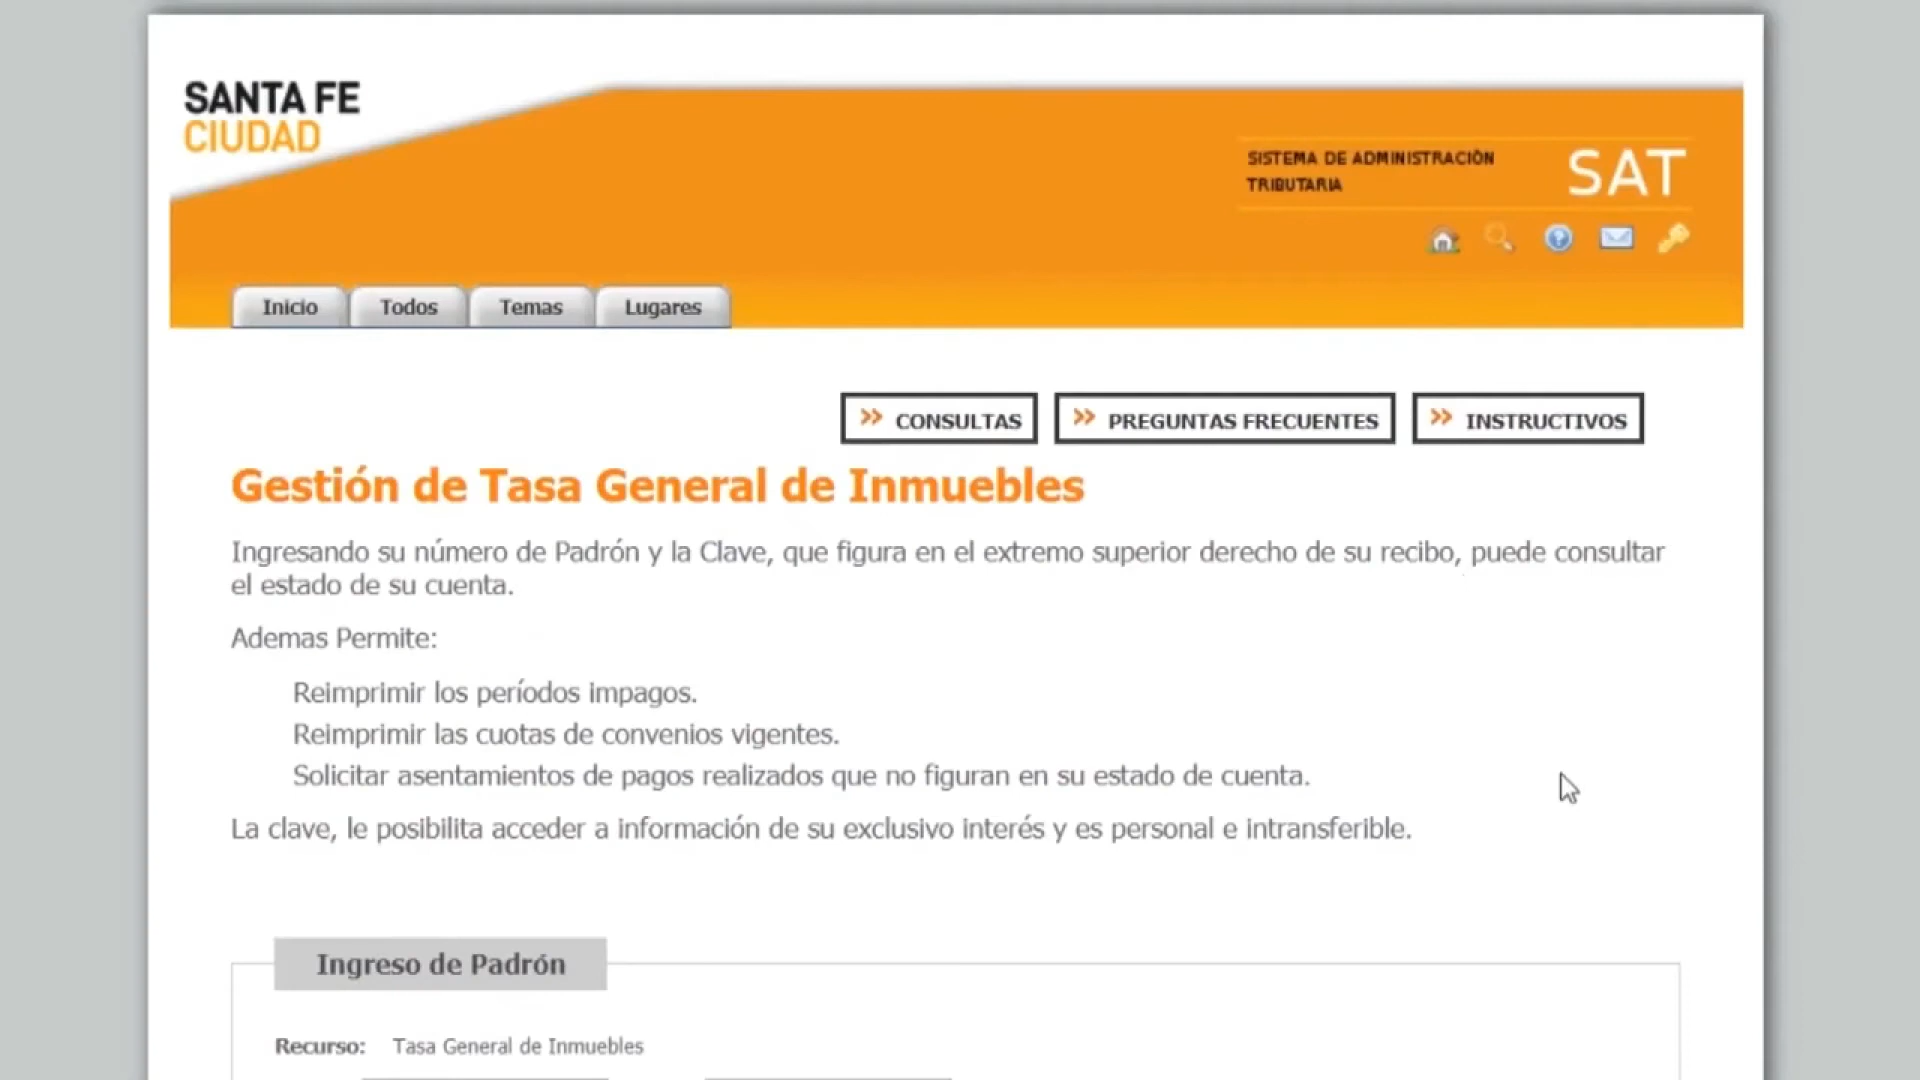 SANTA FE
CIUDAD
SISTEMA DE ADMINISTRACIÓN
TRIBUTARIA
SAT
Inicio
Todos
Temas
Lugares
CONSULTAS
PREGUNTAS FRECUENTES
INSTRUCTIVOS
Gestión de Tasa General de Inmuebles
Ingresando su número de Padrón y la Clave, que figura en el extremo superior derecho de su recibo, puede consultar
el estado de su cuenta.
Ademas Permite:
Reimprimir los períodos impagos.
Reimprimir las cuotas de convenios vigentes.
Solicitar asentamientos de pagos realizados que no figuran en su estado de cuenta.
La clave, le posibilita acceder a información de su exclusivo interés y es personal e intransferible.
Ingreso de Padrón
Recurso: Tasa General de Inmuebles